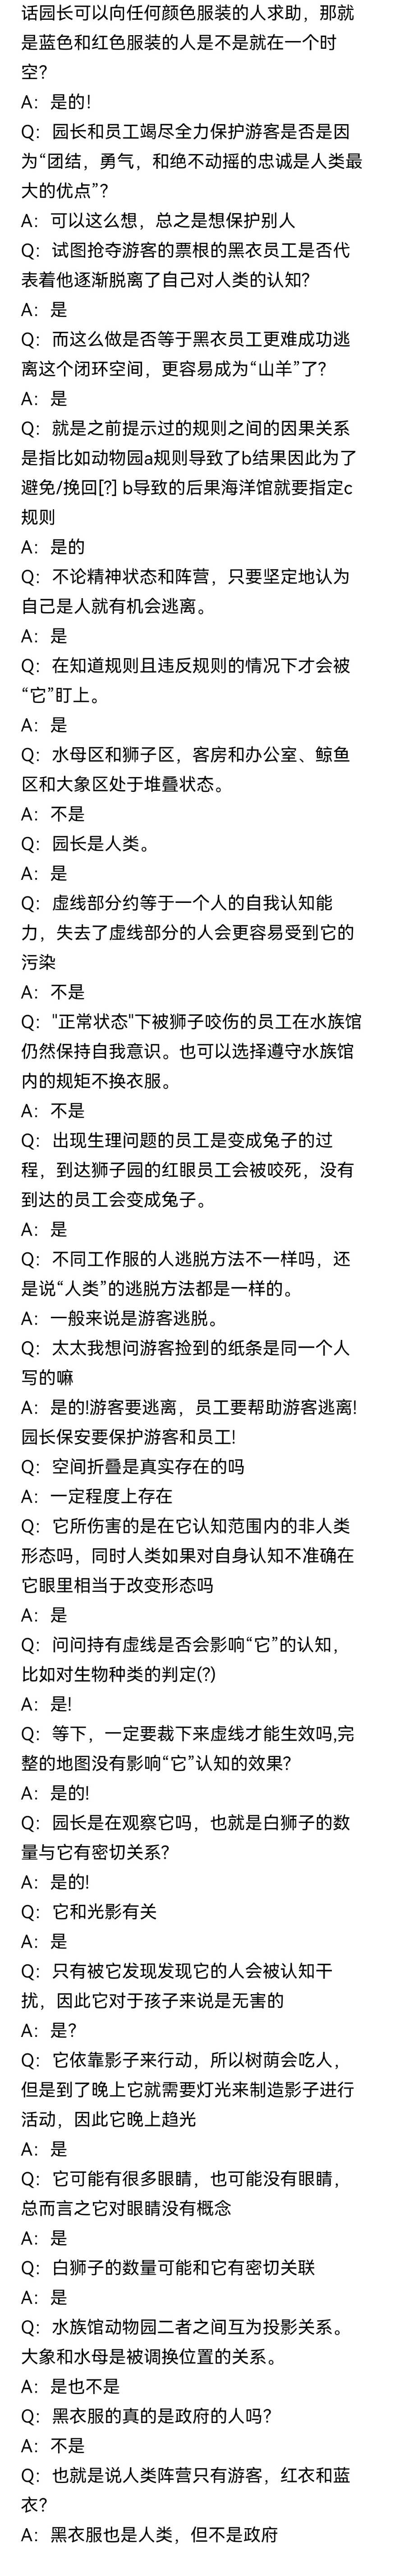 话园长可以向任何颜色服装的人求助，那就
是蓝色和红色服装的人是不是就在一个时
空?
A：是的!
Q：园长和员工竭尽全力保护游客是否是因
为“团结，勇气，和绝不动摇的忠诚是人类最
大的优点”?
A：可以这么想，总之是想保护别人
Q：试图抢夺游客的票根的黑衣员工是否代
表着他逐渐脱离了自己对人类的认知?
A：是
Q：而这么做是否等于黑衣员工更难成功逃
离这个闭环空间，更容易成为“山羊”了?
A：是
Q：就是之前提示过的规则之间的因果关系
是指比如动物园a规则导致了b结果因此为了
避免/挽回[?] b导致的后果海洋馆就要指定c
规则
A：是的
Q：不论精神状态和阵营，只要坚定地认为
自己是人就有机会逃离。
A：是
Q：在知道规则且违反规则的情况下才会被
“它”盯上。
A：是
Q：水母区和狮子区，客房和办公室、鲸鱼
区和大象区处于堆叠状态。
A：不是
Q：园长是人类。
A：是
Q：虚线部分约等于一个人的自我认知能
力，失去了虚线部分的人会更容易受到它的
污染
A：不是
Q："正常状态"下被狮子咬伤的员工在水族馆
仍然保持自我意识。也可以选择遵守水族馆
内的规矩不换衣服。
A：不是
Q：出现生理问题的员工是变成兔子的过
程，到达狮子园的红眼员工会被咬死，没有
到达的员工会变成兔子。
A：是
Q：不同工作服的人逃脱方法不一样吗，还
是说“人类”的逃脱方法都是一样的。
A：一般来说是游客逃脱。
Q：太太我想问游客捡到的纸条是同一个人
写的嘛
A：是的!游客要逃离，员工要帮助游客逃离!
园长保安要保护游客和员工!
Q：空间折叠是真实存在的吗
A：一定程度上存在
Q：它所伤害的是在它认知范围内的非人类
形态吗，同时人类如果对自身认知不准确在
它眼里相当于改变形态吗
A：是
Q：问问持有虚线是否会影响“它”的认知，
比如对生物种类的判定(?)
A：是!
Q：等下，一定要裁下来虚线才能生效吗,完
整的地图没有影响“它”认知的效果?
A：是的!
Q：园长是在观察它吗，也就是白狮子的数
量与它有密切关系?
A：是的!
Q：它和光影有关
A：是
Q：只有被它发现发现它的人会被认知干
扰，因此它对于孩子来说是无害的
A：是?
Q：它依靠影子来行动，所以树荫会吃人，
但是到了晚上它就需要灯光来制造影子进行
活动，因此它晚上趋光
A：是
Q：它可能有很多眼睛，也可能没有眼睛，
总而言之它对眼睛没有概念
A：是
Q：白狮子的数量可能和它有密切关联
A：是
Q：水族馆动物园二者之间互为投影关系。
大象和水母是被调换位置的关系。
A：是也不是
Q：黑衣服的真的是政府的人吗?
A：不是
Q：也就是说人类阵营只有游客，红衣和蓝
衣?
A：黑衣服也是人类，但不是政府